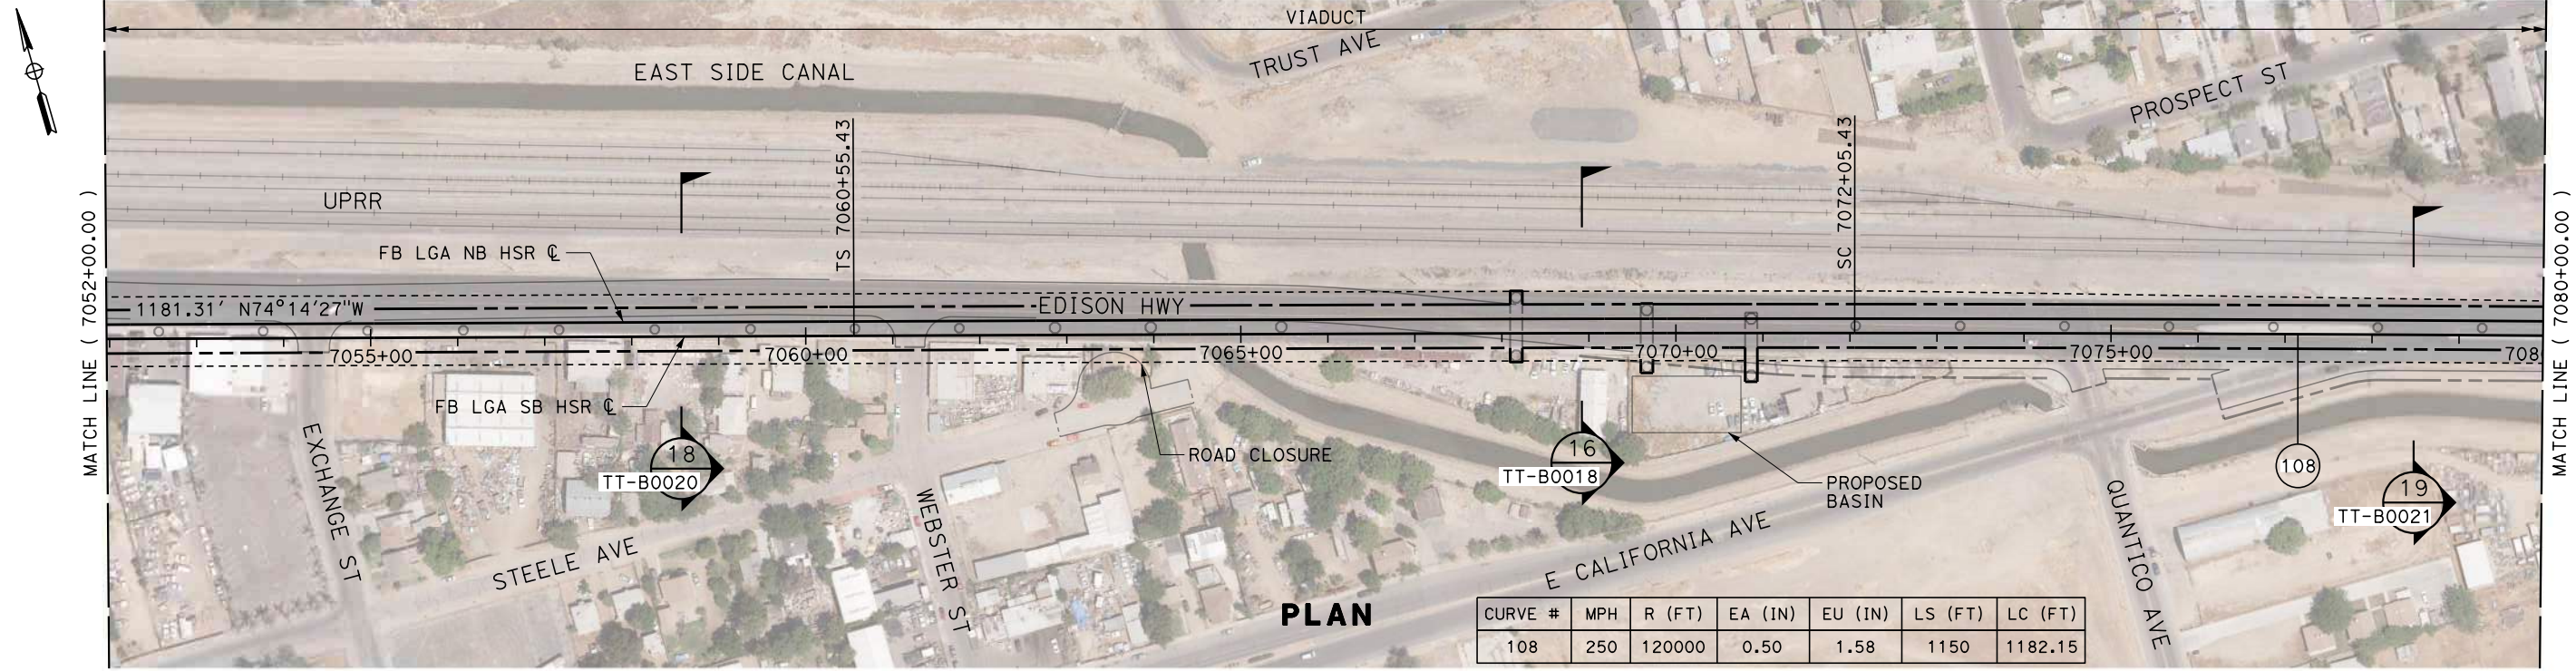 VIADUCT
TRUST AVE
EAST SIDE CANAL
PROSPECT ST
UPRR
TS 7060+55.43
SC 7072+05.43
MATCH LINE ( 7052+00.00 )
MATCH LINE ( 7080+00.00 )
FB LGA NB HSR ℄
1181.31' N74°14'27"W
EDISON HWY
7055+00
7060+00
7065+00
7070+00
7075+00
708
FB LGA SB HSR ℄
EXCHANGE ST
18
TT-B0020
ROAD CLOSURE
16
TT-B0018
PROPOSED
BASIN
108
19
TT-B0021
STEELE AVE
WEBSTER ST
E CALIFORNIA AVE
QUANTICO AVE
PLAN
CURVE # MPH R (FT) EA (IN) EU (IN) LS (FT) LC (FT)
108 250 120000 0.50 1.58 1150 1182.15